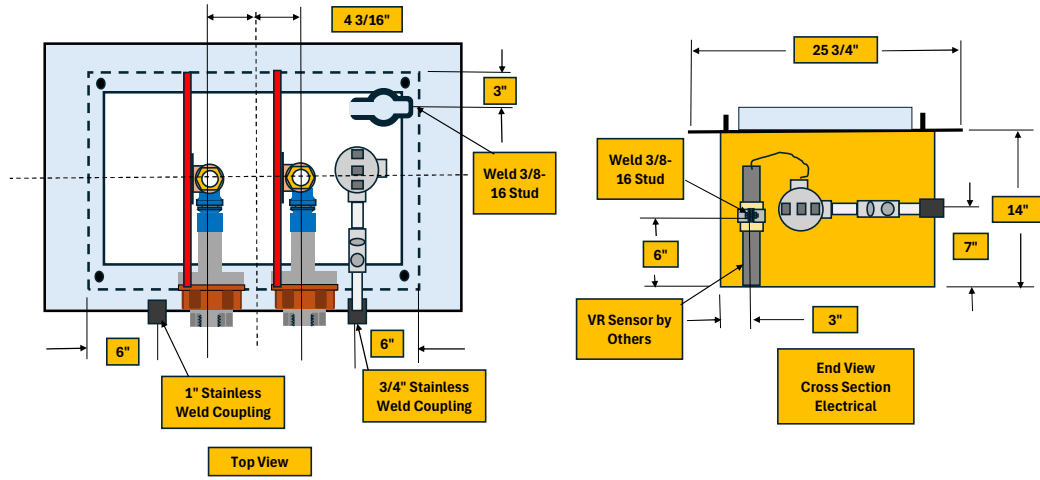 4 3/16"
25 3/4"
3"
Weld 3/8-
16 Stud
Weld 3/8-
16 Stud
14"
7"
6"
VR Sensor by
Others
3"
6"
6"
1" Stainless
Weld Coupling
3/4" Stainless
Weld Coupling
End View
Cross Section
Electrical
Top View